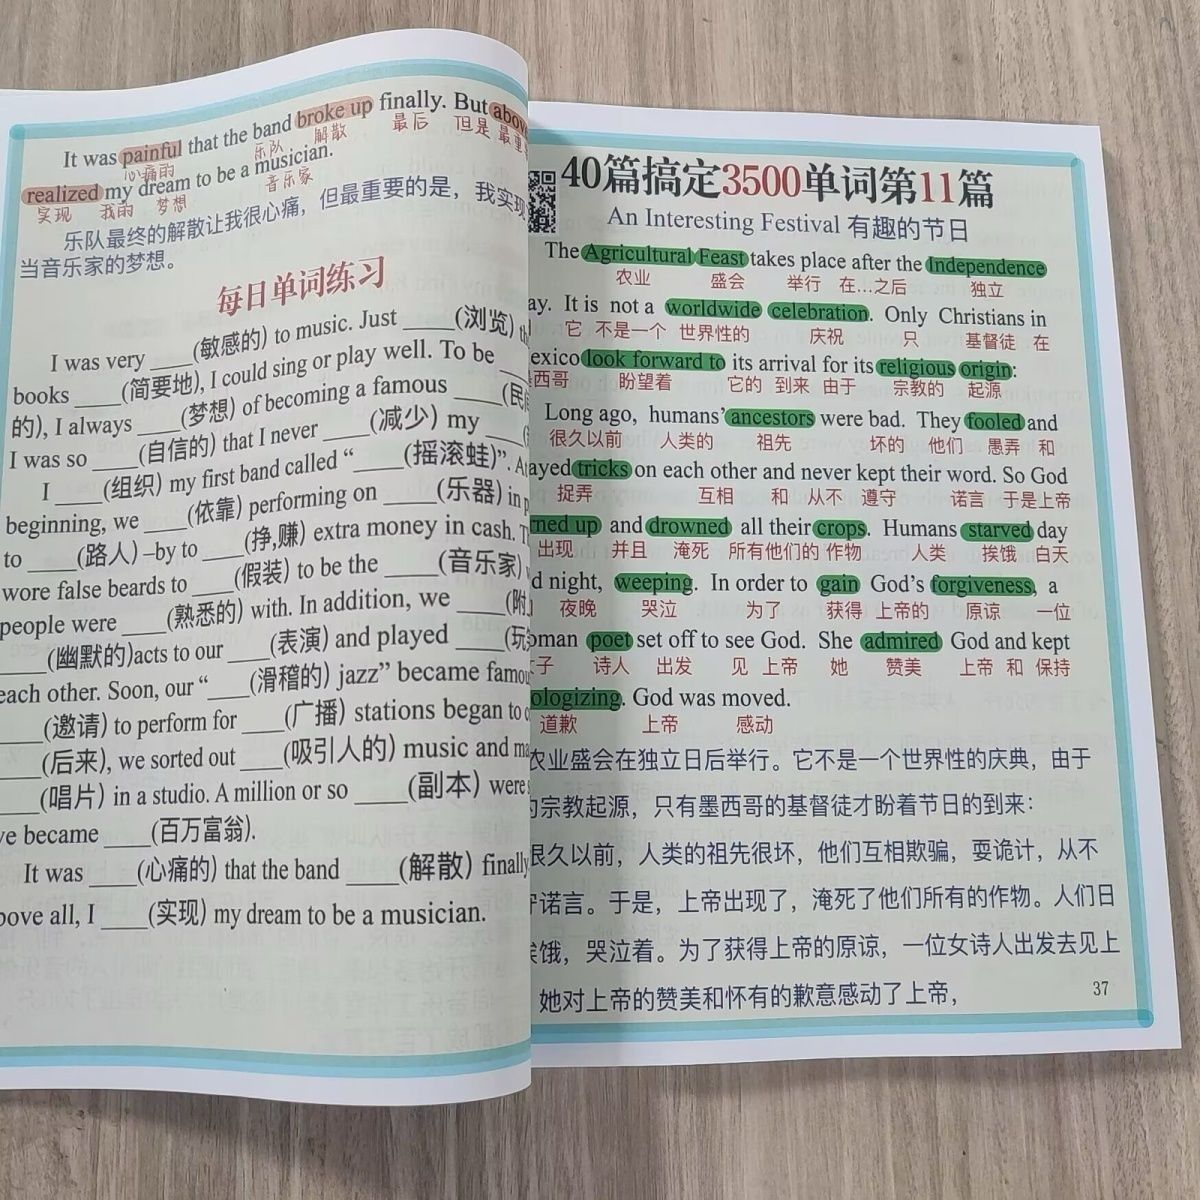 It was painful that the band broke up finally. But
心痛的 乐队 解散 最后 但是
realized my dream to be a musician.
实现 我的 梦想 音乐家
乐队最终的解散让我很心痛，但最重要的是，我实现
当音乐家的梦想。
每日单词练习
I was very ____(敏感的) to music. Just ____(浏览)
books ____(简要地), I could sing or play well. To be ____
的), I always ____(梦想) of becoming a famous ____(民
I was so ____(自信的) that I never ____(减少) my ____
I ____(组织) my first band called “____(摇滚蛙)”.
beginning, we ____(依靠) performing on ____(乐器) in
to ____(路人) –by to ____(挣,赚) extra money in cash.
wore false beards to ____(假装) to be the ____(音乐家)
people were ____(熟悉的) with. In addition, we ____(附
____(幽默的)acts to our ____(表演) and played ____(玩
each other. Soon, our “____(滑稽的) jazz” became
____(邀请) to perform for ____(广播) stations began to
____(后来), we sorted out ____(吸引人的) music and
____(唱片) in a studio. A million or so ____(副本) were
became ____(百万富翁).
It was ____(心痛的) that the band ____(解散) finally
all, I ____(实现) my dream to be a musician.
40篇搞定3500单词第11篇
An Interesting Festival 有趣的节日
The Agricultural Feast takes place after the Independence
农业 盛会 举行 在...之后 独立
ay. It is not a worldwide celebration. Only Christians in
它 不是一个 世界性的 庆祝 只 基督徒 在
exico look forward to its arrival for its religious origin:
西哥 盼望着 它的 到来 由于 宗教的 起源
Long ago, humans’ ancestors were bad. They fooled and
很久以前 人类的 祖先 坏的 他们 愚弄 和
ayed tricks on each other and never kept their word. So God
捉弄 互相 和 从不 遵守 诺言 于是上帝
ned up and drowned all their crops. Humans starved day
出现 并且 淹死 所有他们的 作物 人类 挨饿 白天
d night, weeping. In order to gain God’s forgiveness, a
夜晚 哭泣 为了 获得 上帝的 原谅 一位
oman poet set off to see God. She admired God and kept
子 诗人 出发 见 上帝 她 赞美 上帝 和 保持
ologizing. God was moved.
道歉 上帝 感动
农业盛会在独立日后举行。它不是一个世界性的庆典，由于
宗教起源，只有墨西哥的基督徒才盼着节日的到来：
很久以前，人类的祖先很坏，他们互相欺骗，耍诡计，从不
诺言。于是，上帝出现了，淹死了他们所有的作物。人们日
挨饿，哭泣着。为了获得上帝的原谅，一位女诗人出发去见上
她对上帝的赞美和怀有的歉意感动了上帝，
37